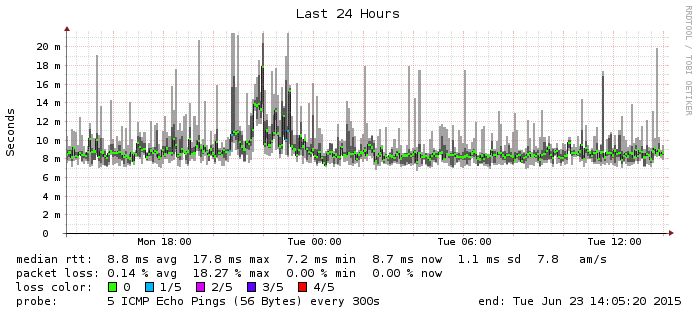 Last 24 Hours
RRDTOOL / TOBI OETIKER
Seconds
20 m
18 m
16 m
14 m
12 m
10 m
8 m
6 m
4 m
2 m
0
Mon 18:00 Tue 00:00 Tue 06:00 Tue 12:00
median rtt: 8.8 ms avg 17.8 ms max 7.2 ms min 8.7 ms now 1.1 ms sd 7.8 am/s
packet loss: 0.14 % avg 18.27 % max 0.00 % min 0.00 % now
loss color: 0 1/5 2/5 3/5 4/5
probe: 5 ICMP Echo Pings (56 Bytes) every 300s end: Tue Jun 23 14:05:20 2015